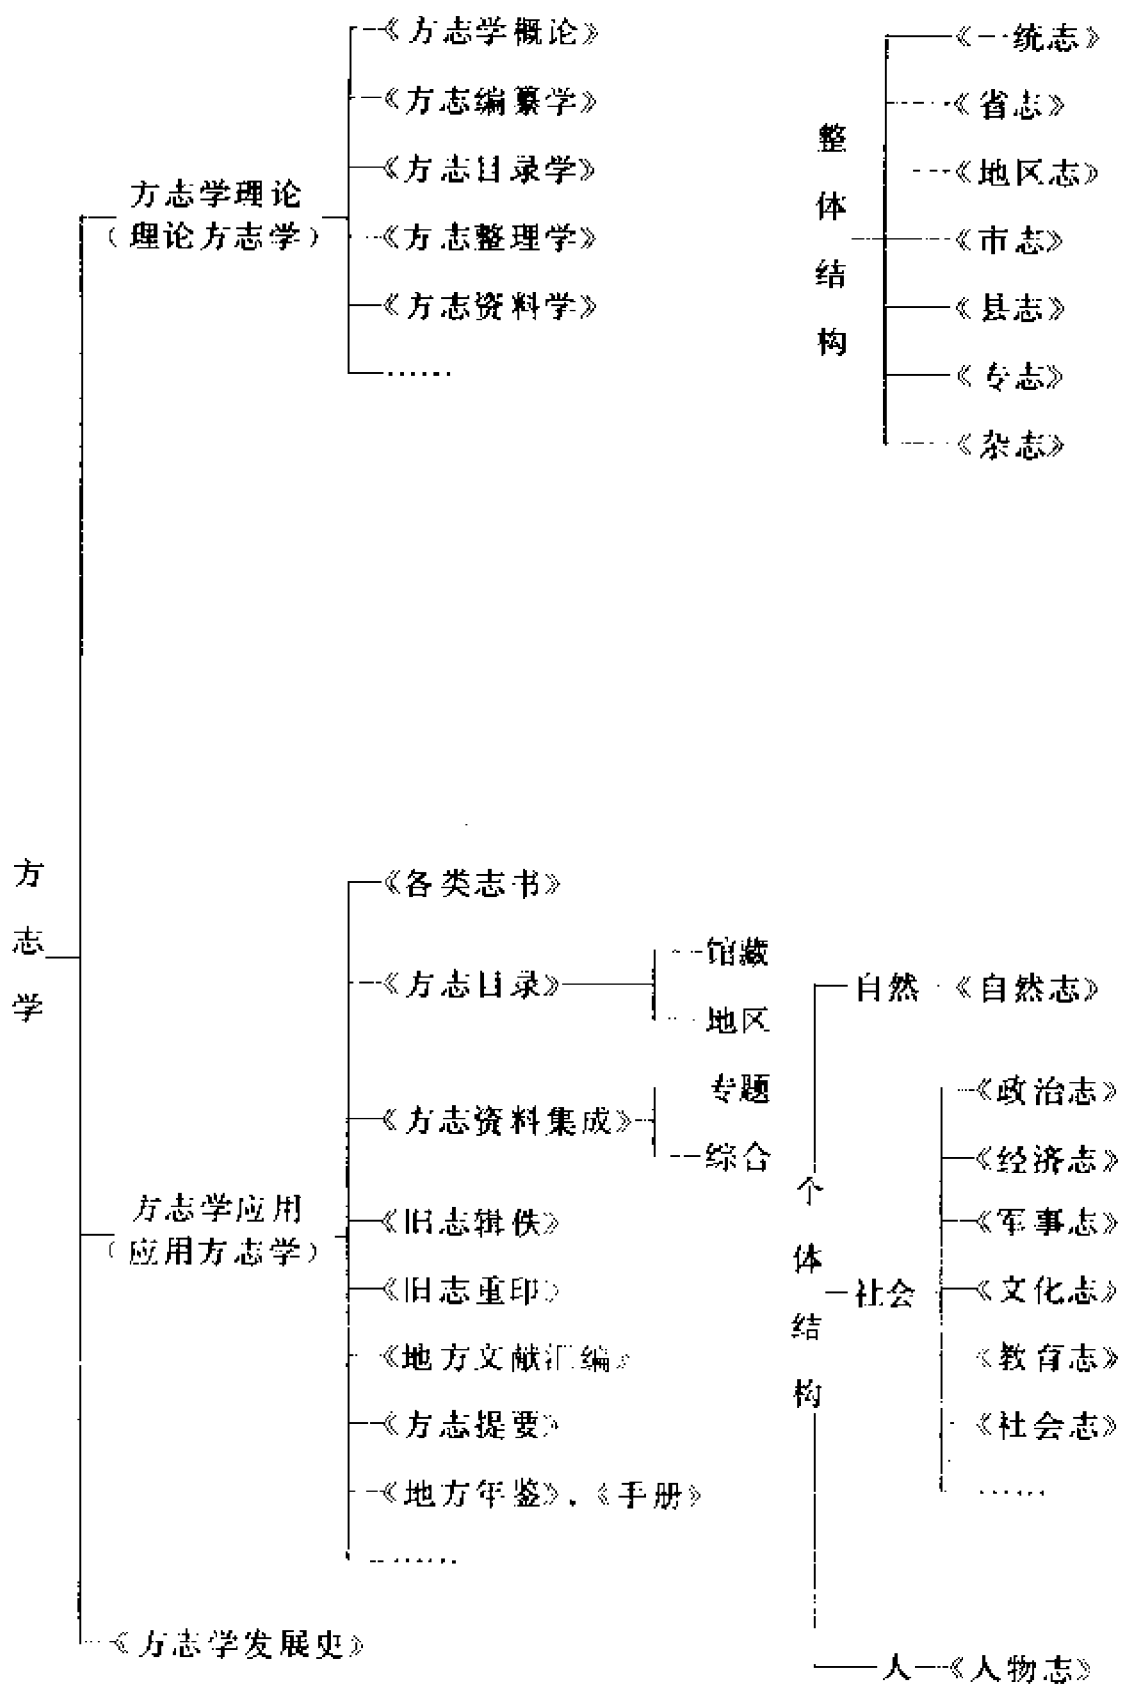 方志学
方志学理论
（理论方志学）
《方志学概论》
《方志编纂学》
《方志目录学》
《方志整理学》
《方志资料学》
……
方志学应用
（应用方志学）
《各类志书》
《方志目录》
馆藏
地区
《方志资料集成》
专题
综合
《旧志辑佚》
《旧志重印》
《地方文献汇编》
《方志提要》
《地方年鉴》，《手册》
……
《方志学发展史》
整体结构
《一统志》
《省志》
《地区志》
《市志》
《县志》
《专志》
《杂志》
个体结构
自然
《自然志》
社会
《政治志》
《经济志》
《军事志》
《文化志》
《教育志》
《社会志》
……
人
《人物志》